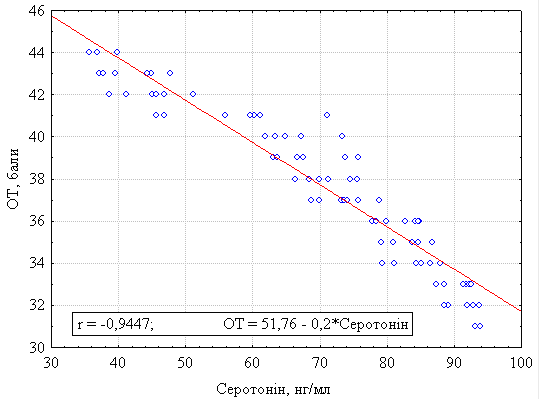 46
44
42
40
38
36
34
32
30
ОТ, бали
r = -0,9447; ОТ = 51,76 - 0,2*Серотонін
30 40 50 60 70 80 90 100
Серотонін, нг/мл